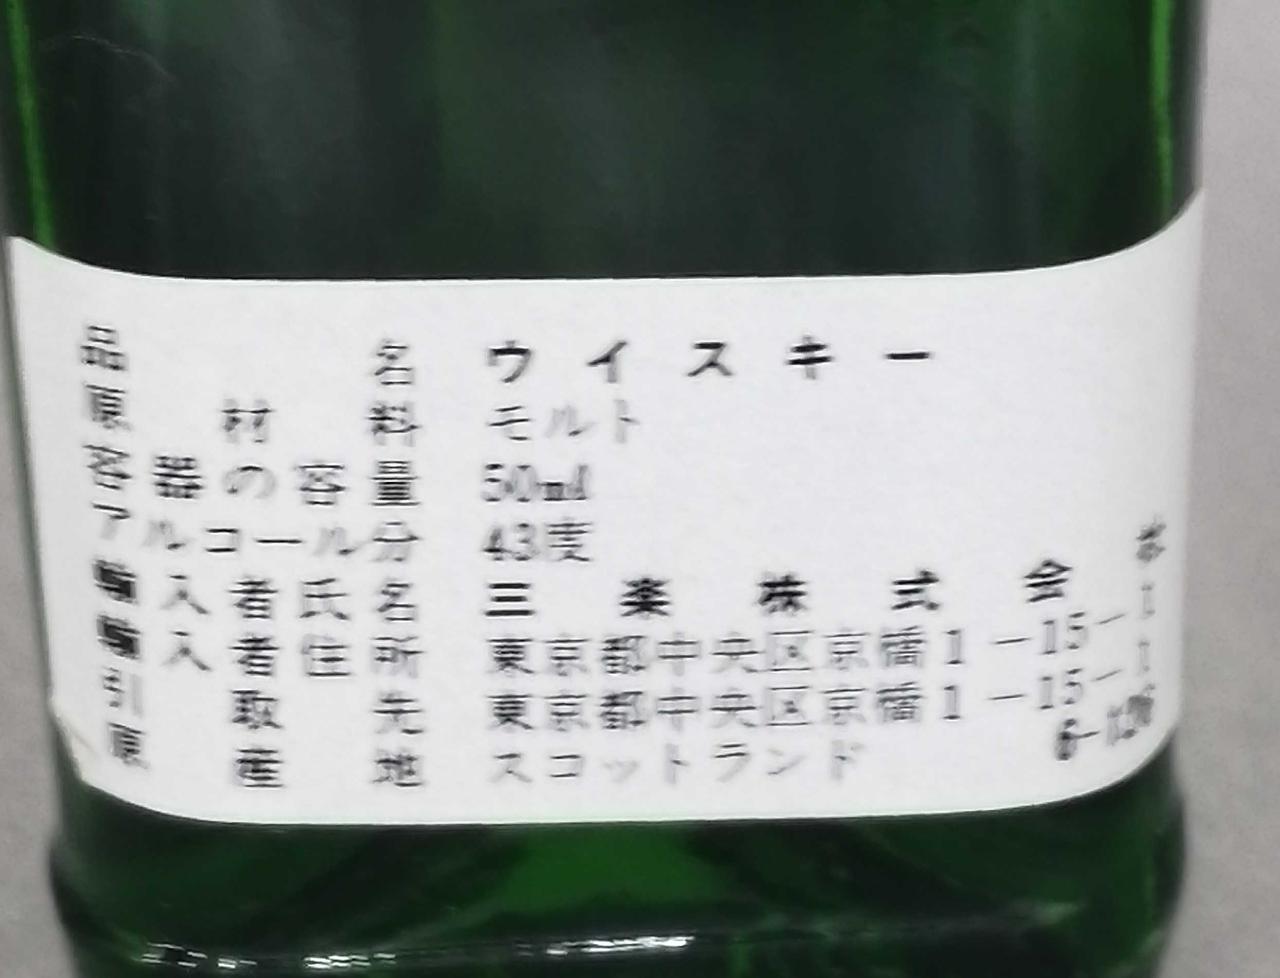 品名 ウイスキー
原材料 モルト
容器の容量 50ml
アルコール分 43度
輸入者氏名 三楽株式会
輸入者住所 東京都中央区京橋1-15-1
引取先 東京都中央区京橋1-15-1
原産地 スコットランド